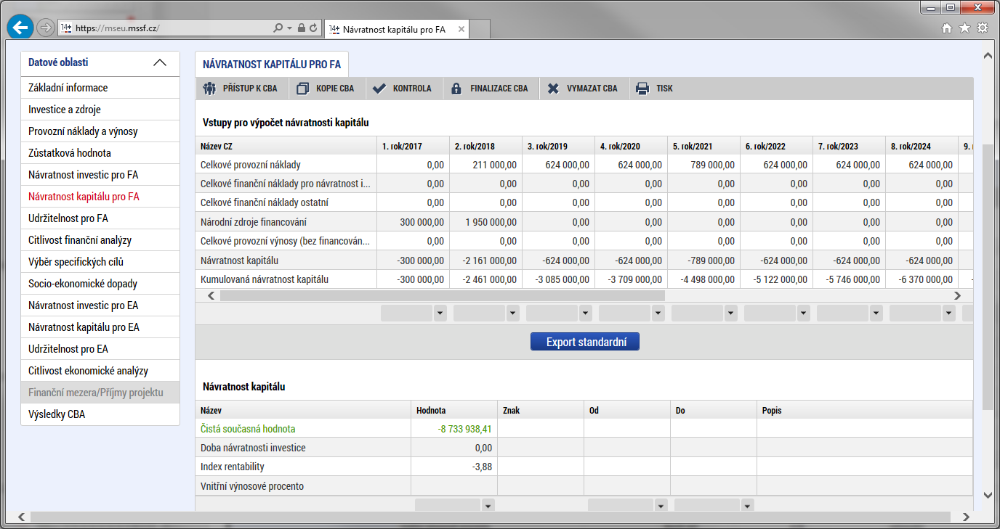 14+ https://mseu.mssf.cz/
14+ Návratnost kapitálu pro FA
Datové oblasti
Základní informace
Investice a zdroje
Provozní náklady a výnosy
Zůstatková hodnota
Návratnost investic pro FA
Návratnost kapitálu pro FA
Udržitelnost pro FA
Citlivost finanční analýzy
Výběr specifických cílů
Socio-ekonomické dopady
Návratnost investic pro EA
Návratnost kapitálu pro EA
Udržitelnost pro EA
Citlivost ekonomické analýzy
Finanční mezera/Příjmy projektu
Výsledky CBA
NÁVRATNOST KAPITÁLU PRO FA
PŘÍSTUP K CBA KOPIE CBA KONTROLA FINALIZACE CBA VYMAZAT CBA TISK
Vstupy pro výpočet návratnosti kapitálu
Název CZ 1. rok/2017 2. rok/2018 3. rok/2019 4. rok/2020 5. rok/2021 6. rok/2022 7. rok/2023 8. rok/2024 9. r
Celkové provozní náklady 0,00 211 000,00 624 000,00 624 000,00 789 000,00 624 000,00 624 000,00 624 000,00
Celkové finanční náklady pro návratnost i... 0,00 0,00 0,00 0,00 0,00 0,00 0,00 0,00
Celkové finanční náklady ostatní 0,00 0,00 0,00 0,00 0,00 0,00 0,00 0,00
Národní zdroje financování 300 000,00 1 950 000,00 0,00 0,00 0,00 0,00 0,00 0,00
Celkové provozní výnosy (bez financován... 0,00 0,00 0,00 0,00 0,00 0,00 0,00 0,00
Návratnost kapitálu -300 000,00 -2 161 000,00 -624 000,00 -624 000,00 -789 000,00 -624 000,00 -624 000,00 -624 000,00
Kumulovaná návratnost kapitálu -300 000,00 -2 461 000,00 -3 085 000,00 -3 709 000,00 -4 498 000,00 -5 122 000,00 -5 746 000,00 -6 370 000,00 -
Export standardní
Návratnost kapitálu
Název Hodnota Znak Od Do Popis
Čistá současná hodnota -8 733 938,41
Doba návratnosti investice 0,00
Index rentability -3,88
Vnitřní výnosové procento